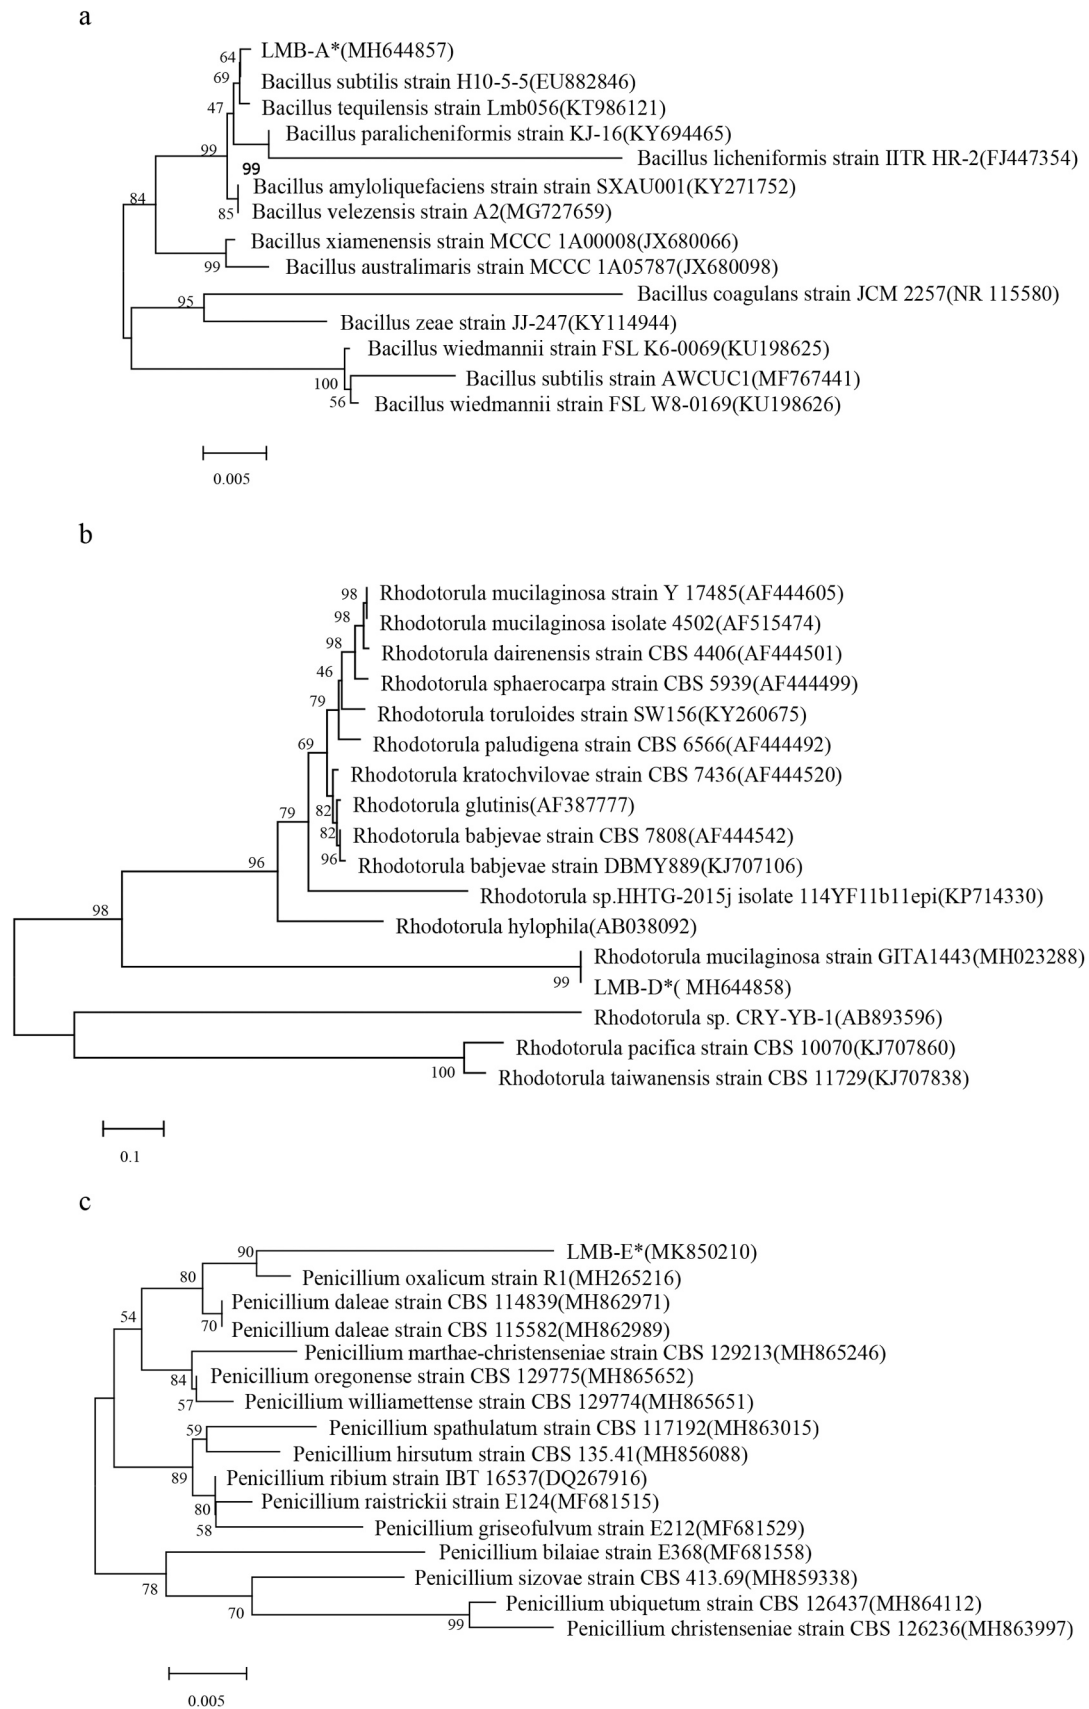 a
64
LMB-A*(MH644857)
69
Bacillus subtilis strain H10-5-5(EU882846)
47
Bacillus tequilensis strain Lmb056(KT986121)
Bacillus paralicheniformis strain KJ-16(KY694465)
99
Bacillus licheniformis strain IITR HR-2(FJ447354)
99
Bacillus amyloliquefaciens strain strain SXAU001(KY271752)
84
85
Bacillus velezensis strain A2(MG727659)
Bacillus xiamenensis strain MCCC 1A00008(JX680066)
99
Bacillus australimaris strain MCCC 1A05787(JX680098)
95
Bacillus coagulans strain JCM 2257(NR 115580)
Bacillus zeae strain JJ-247(KY114944)
Bacillus wiedmannii strain FSL K6-0069(KU198625)
100
Bacillus subtilis strain AWCUC1(MF767441)
56
Bacillus wiedmannii strain FSL W8-0169(KU198626)
0.005
b
98
Rhodotorula mucilaginosa strain Y 17485(AF444605)
98
Rhodotorula mucilaginosa isolate 4502(AF515474)
98
Rhodotorula dairenensis strain CBS 4406(AF444501)
46
Rhodotorula sphaerocarpa strain CBS 5939(AF444499)
79
Rhodotorula toruloides strain SW156(KY260675)
69
Rhodotorula paludigena strain CBS 6566(AF444492)
Rhodotorula kratochvilovae strain CBS 7436(AF444520)
79
82
Rhodotorula glutinis(AF387777)
82
Rhodotorula babjevae strain CBS 7808(AF444542)
96
96
Rhodotorula babjevae strain DBMY889(KJ707106)
Rhodotorula sp.HHTG-2015j isolate 114YF11b11epi(KP714330)
98
Rhodotorula hylophila(AB038092)
Rhodotorula mucilaginosa strain GITA1443(MH023288)
99
LMB-D*( MH644858)
Rhodotorula sp. CRY-YB-1(AB893596)
Rhodotorula pacifica strain CBS 10070(KJ707860)
100
Rhodotorula taiwanensis strain CBS 11729(KJ707838)
0.1
c
90
LMB-E*(MK850210)
80
Penicillium oxalicum strain R1(MH265216)
Penicillium daleae strain CBS 114839(MH862971)
54
70
Penicillium daleae strain CBS 115582(MH862989)
Penicillium marthae-christenseniae strain CBS 129213(MH865246)
84
Penicillium oregonense strain CBS 129775(MH865652)
57
Penicillium williamettense strain CBS 129774(MH865651)
59
Penicillium spathulatum strain CBS 117192(MH863015)
Penicillium hirsutum strain CBS 135.41(MH856088)
89
Penicillium ribium strain IBT 16537(DQ267916)
80
Penicillium raistrickii strain E124(MF681515)
58
Penicillium griseofulvum strain E212(MF681529)
Penicillium bilaiae strain E368(MF681558)
78
Penicillium sizovae strain CBS 413.69(MH859338)
70
Penicillium ubiquetum strain CBS 126437(MH864112)
99
Penicillium christenseniae strain CBS 126236(MH863997)
0.005